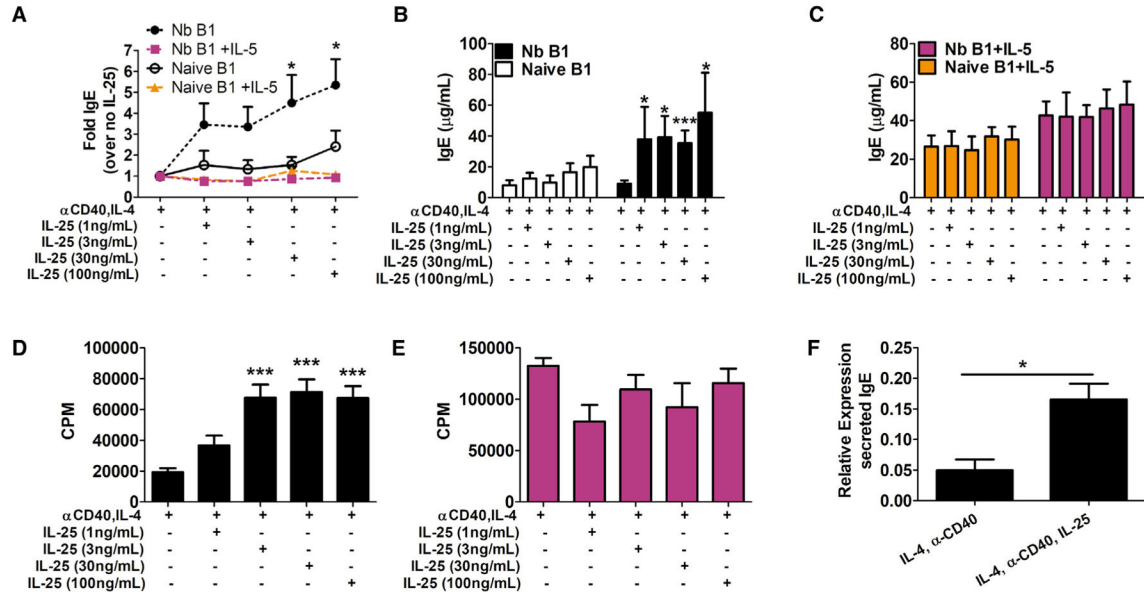 A
Nb B1
Nb B1 +IL-5
Naive B1
Naive B1 +IL-5
Fold IgE
(over no IL-25)
7
6
5
4
3
2
1
0
* *
αCD40,IL-4 + + + + +
IL-25 (1ng/mL) - + - - -
IL-25 (3ng/mL) - - + - -
IL-25 (30ng/mL) - - - + -
IL-25 (100ng/mL) - - - - +
B
Nb B1
Naive B1
IgE (μg/mL)
100
80
60
40
20
0
* * *** *
αCD40,IL-4 + + + + + + + + + +
IL-25 (1ng/mL) - + - - - - + - - -
IL-25 (3ng/mL) - - + - - - - + - -
IL-25 (30ng/mL) - - - + - - - - + -
IL-25 (100ng/mL) - - - - + - - - - +
C
Nb B1+IL-5
Naive B1+IL-5
IgE (μg/mL)
80
60
40
20
0
αCD40,IL-4 + + + + + + + + + +
IL-25 (1ng/mL) - + - - - - + - - -
IL-25 (3ng/mL) - - + - - - - + - -
IL-25 (30ng/mL) - - - + - - - - + -
IL-25 (100ng/mL) - - - - + - - - - +
D
CPM
100000
80000
60000
40000
20000
0
*** *** ***
αCD40,IL-4 + + + + +
IL-25 (1ng/mL) - + - - -
IL-25 (3ng/mL) - - + - -
IL-25 (30ng/mL) - - - + -
IL-25 (100ng/mL) - - - - +
E
CPM
150000
100000
50000
0
αCD40,IL-4 + + + + +
IL-25 (1ng/mL) - + - - -
IL-25 (3ng/mL) - - + - -
IL-25 (30ng/mL) - - - + -
IL-25 (100ng/mL) - - - - +
F
Relative Expression
secreted IgE
0.25
0.20
0.15
0.10
0.05
0.00
*
IL-4, α-CD40
IL-4, α-CD40, IL-25